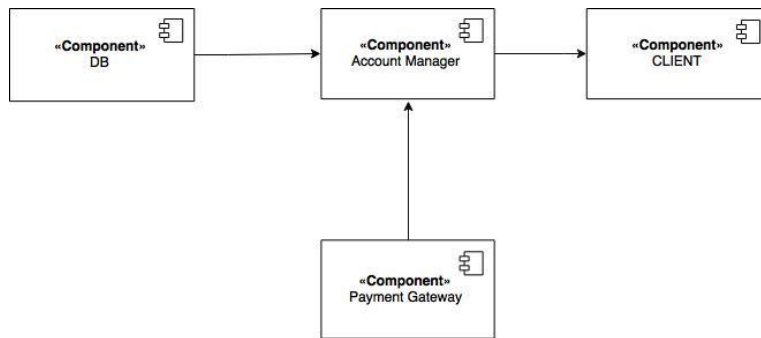 «Component»
DB
«Component»
Account Manager
«Component»
CLIENT
«Component»
Payment Gateway